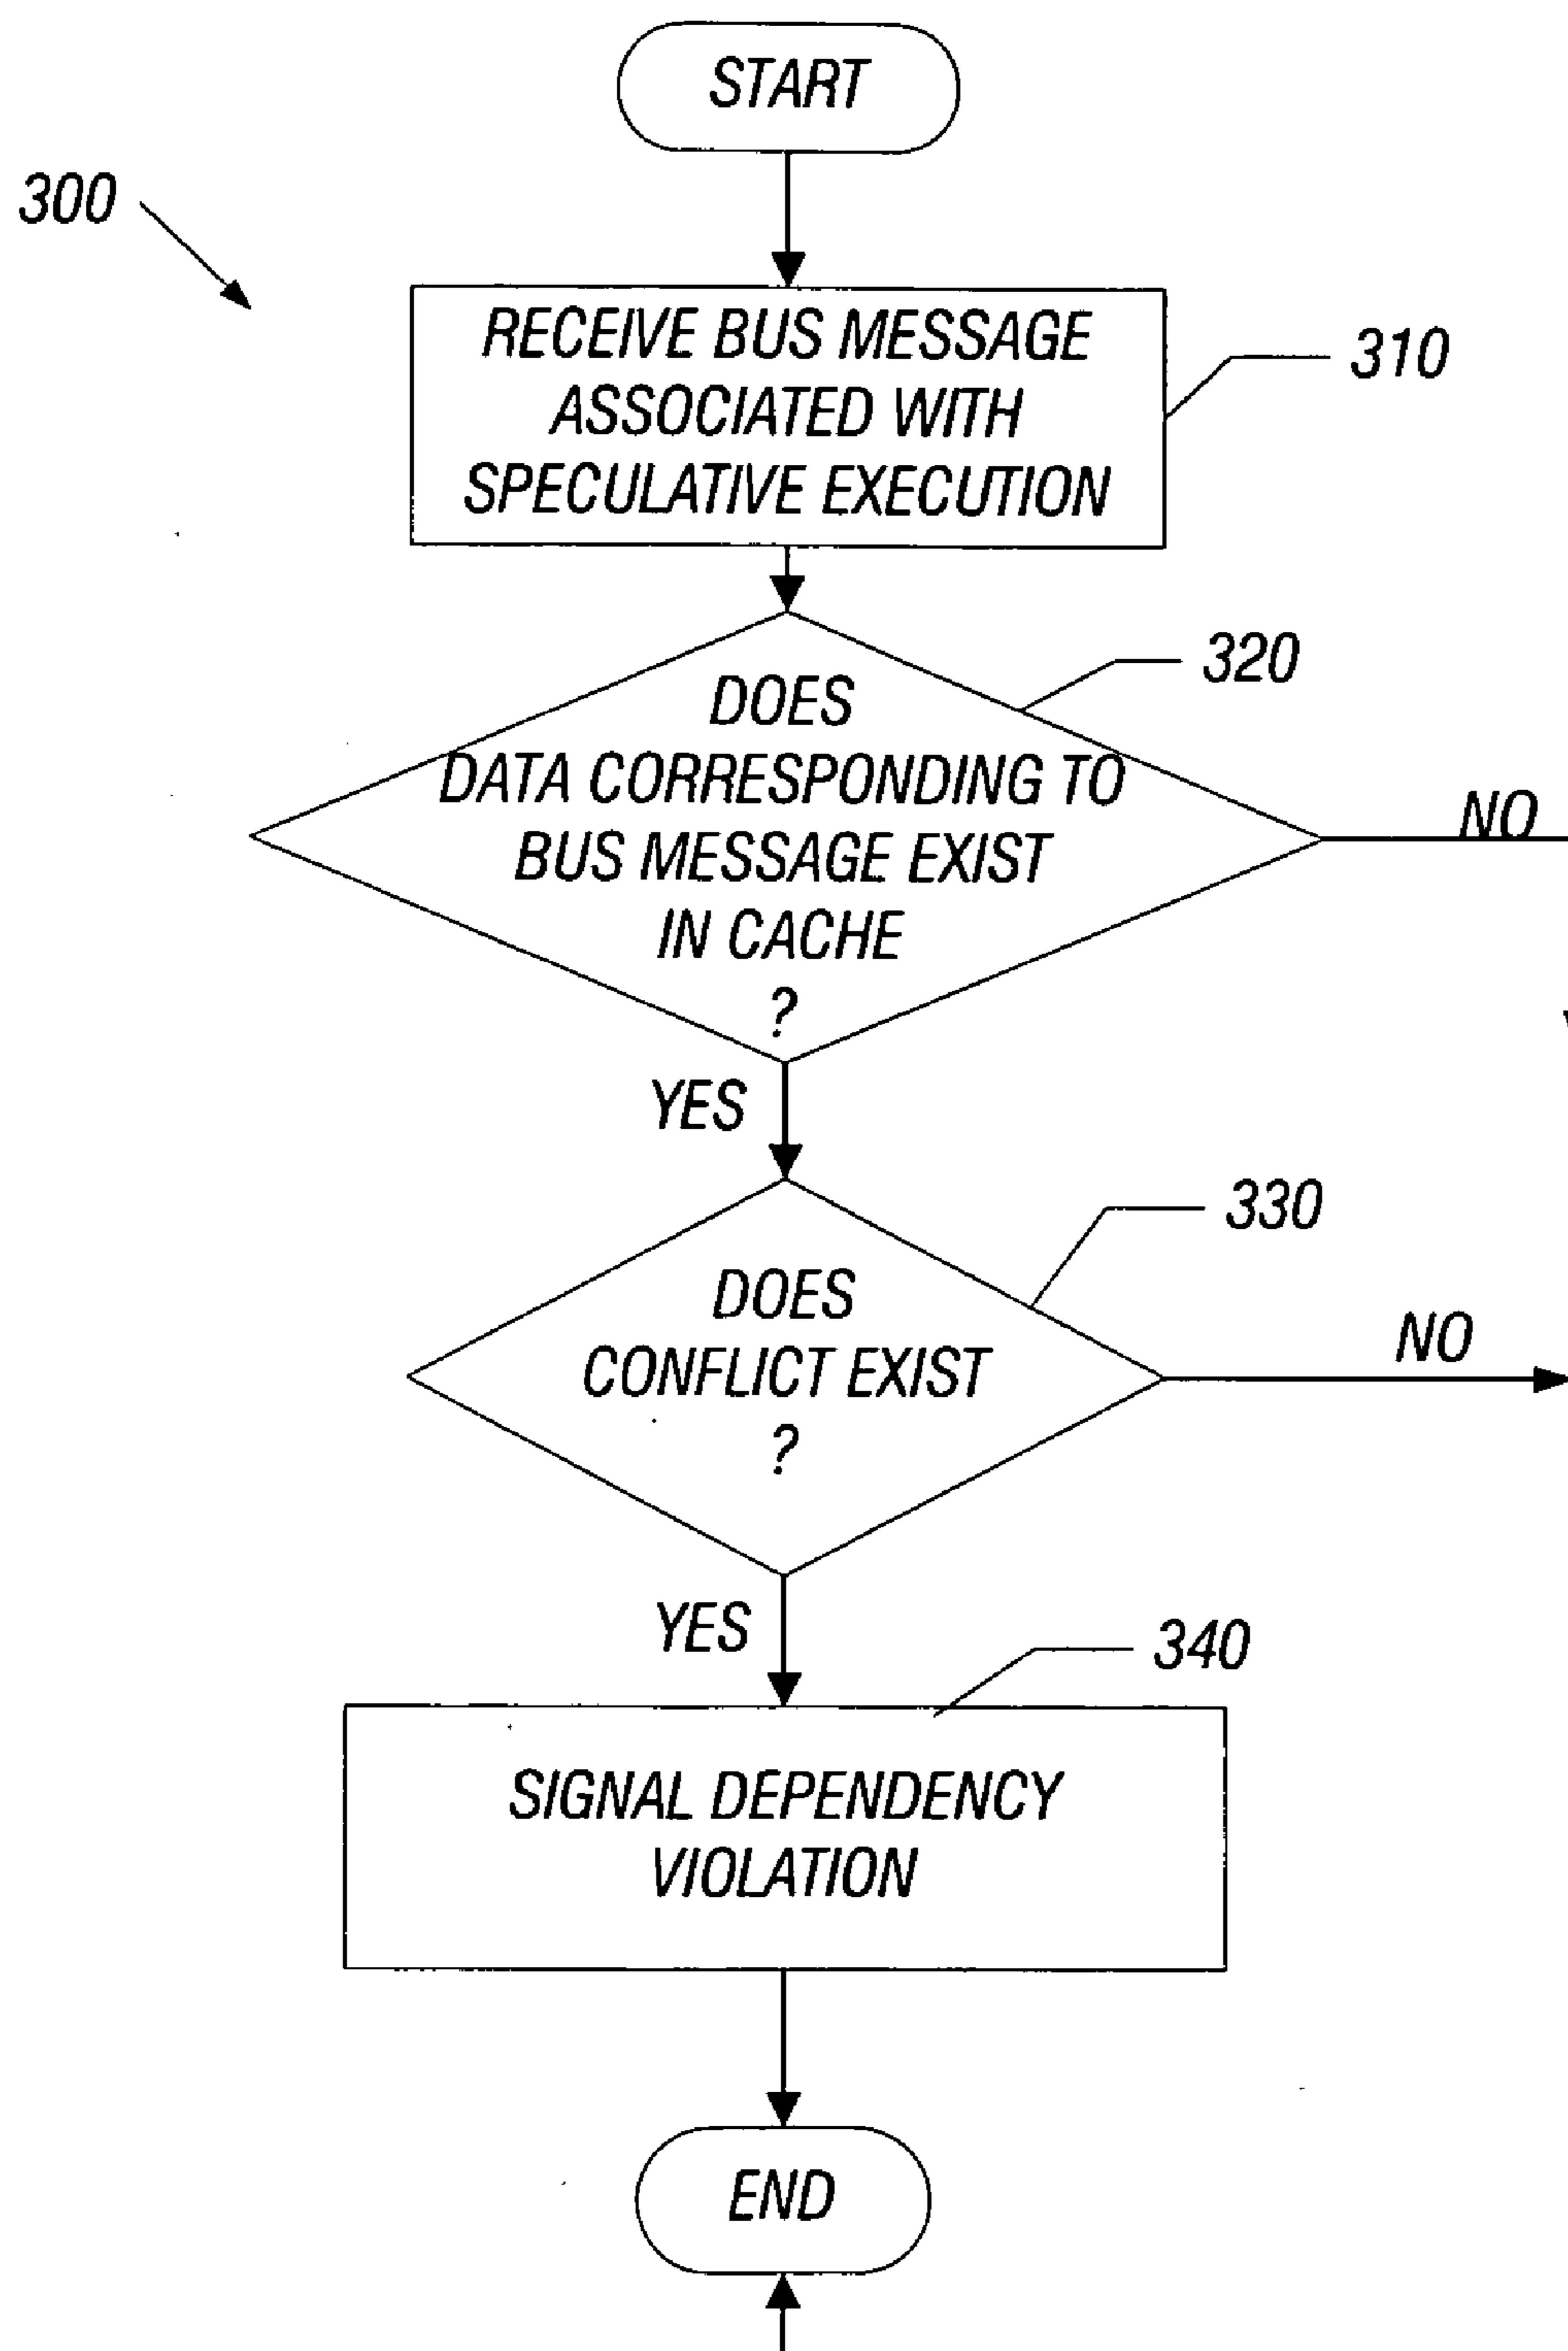 START
300
RECEIVE BUS MESSAGE
ASSOCIATED WITH
SPECULATIVE EXECUTION
310
320
DOES
DATA CORRESPONDING TO
BUS MESSAGE EXIST
IN CACHE
?
NO
YES
330
DOES
CONFLICT EXIST
?
NO
YES
340
SIGNAL DEPENDENCY
VIOLATION
END